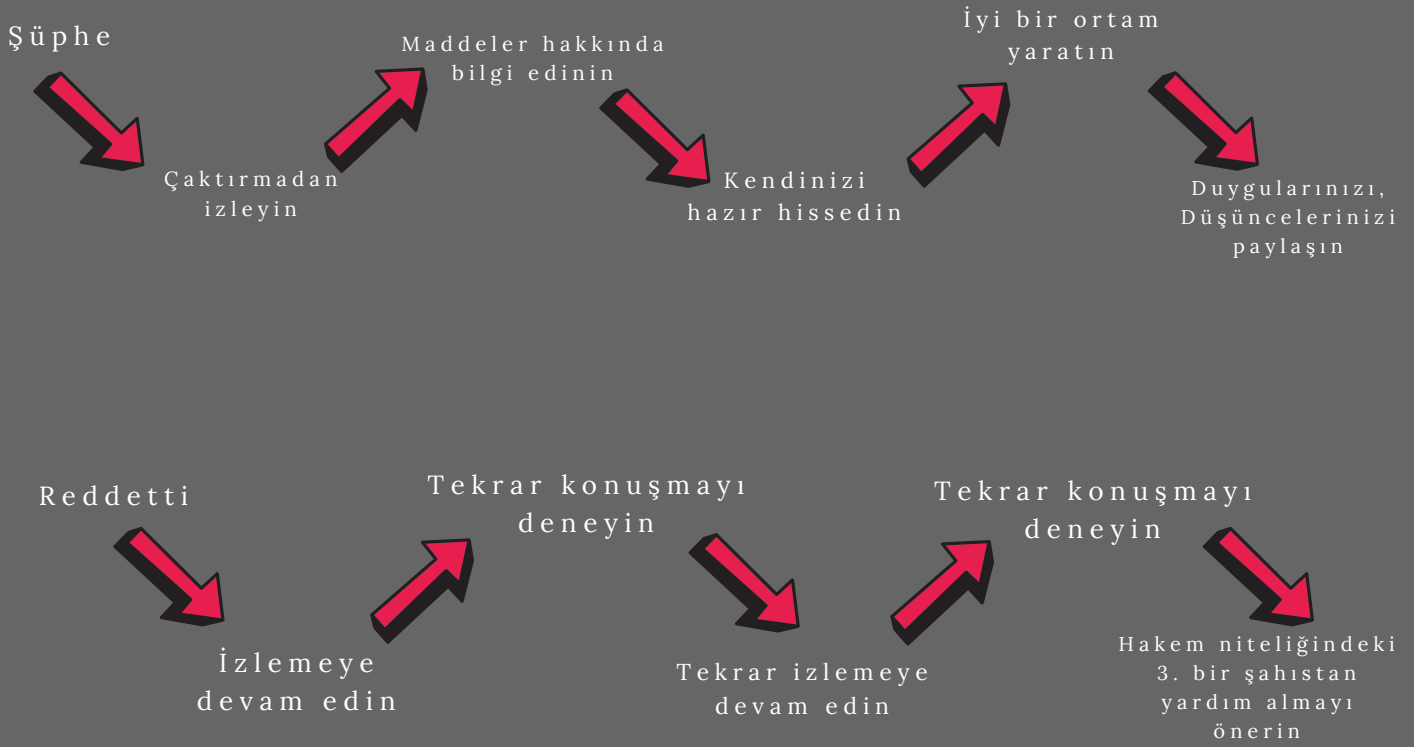 Şüphe
Çaktırmadan
izleyin
Maddeler hakkında
bilgi edinin
Kendinizi
hazır hissedin
İyi bir ortam
yaratın
Duygularınızı,
Düşüncelerinizi
paylaşın
Reddetti
İzlemeye
devam edin
Tekrar konuşmayı
deneyin
Tekrar izlemeye
devam edin
Tekrar konuşmayı
deneyin
Hakem niteliğindeki
3. bir şahıstan
yardım almayı
önerin